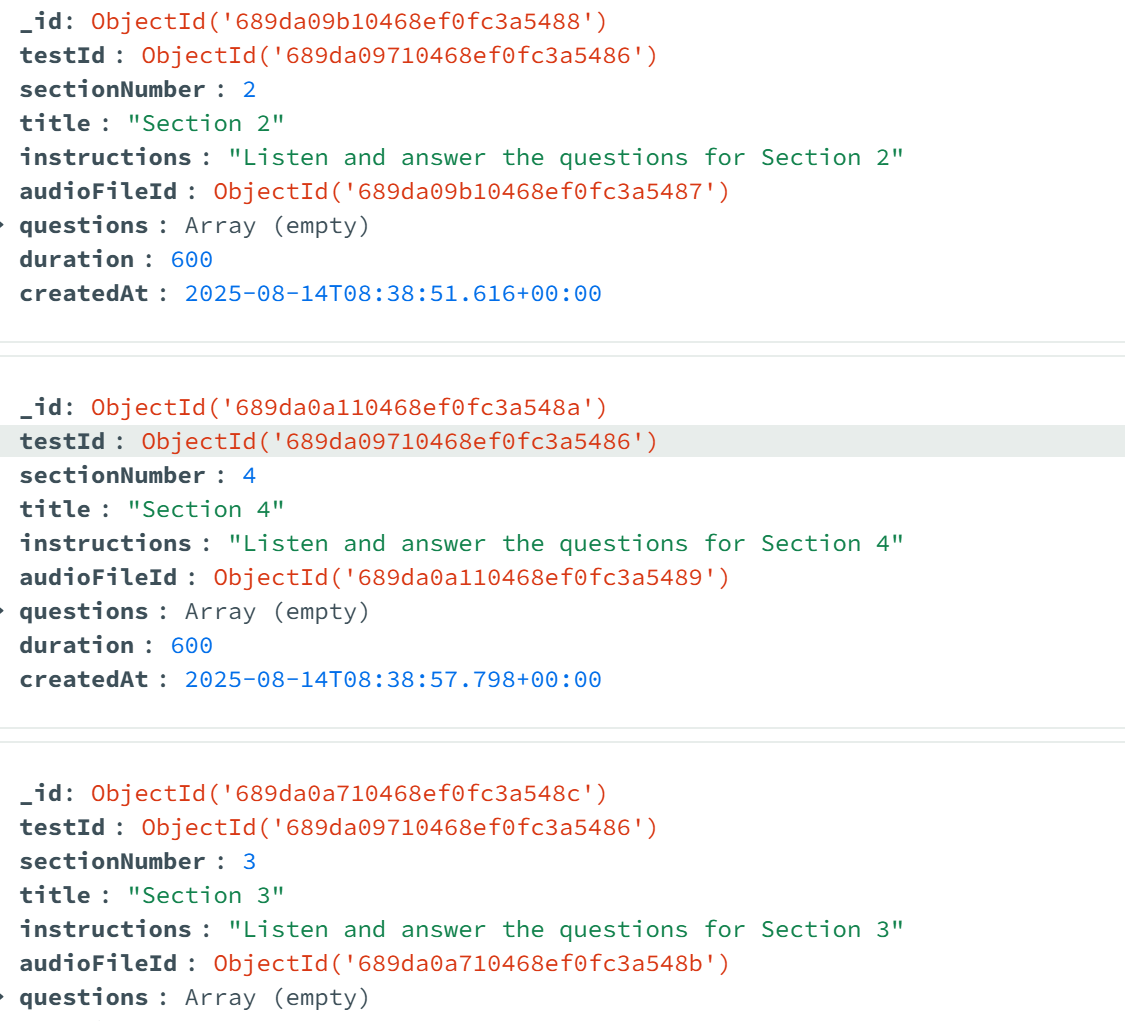 _id: ObjectId('689da09b10468ef0fc3a5488')
testId : ObjectId('689da09710468ef0fc3a5486')
sectionNumber : 2
title : "Section 2"
instructions : "Listen and answer the questions for Section 2"
audioFileId : ObjectId('689da09b10468ef0fc3a5487')
questions : Array (empty)
duration : 600
createdAt : 2025-08-14T08:38:51.616+00:00
_id: ObjectId('689da0a110468ef0fc3a548a')
testId : ObjectId('689da09710468ef0fc3a5486')
sectionNumber : 4
title : "Section 4"
instructions : "Listen and answer the questions for Section 4"
audioFileId : ObjectId('689da0a110468ef0fc3a5489')
questions : Array (empty)
duration : 600
createdAt : 2025-08-14T08:38:57.798+00:00
_id: ObjectId('689da0a710468ef0fc3a548c')
testId : ObjectId('689da09710468ef0fc3a5486')
sectionNumber : 3
title : "Section 3"
instructions : "Listen and answer the questions for Section 3"
audioFileId : ObjectId('689da0a710468ef0fc3a548b')
questions : Array (empty)